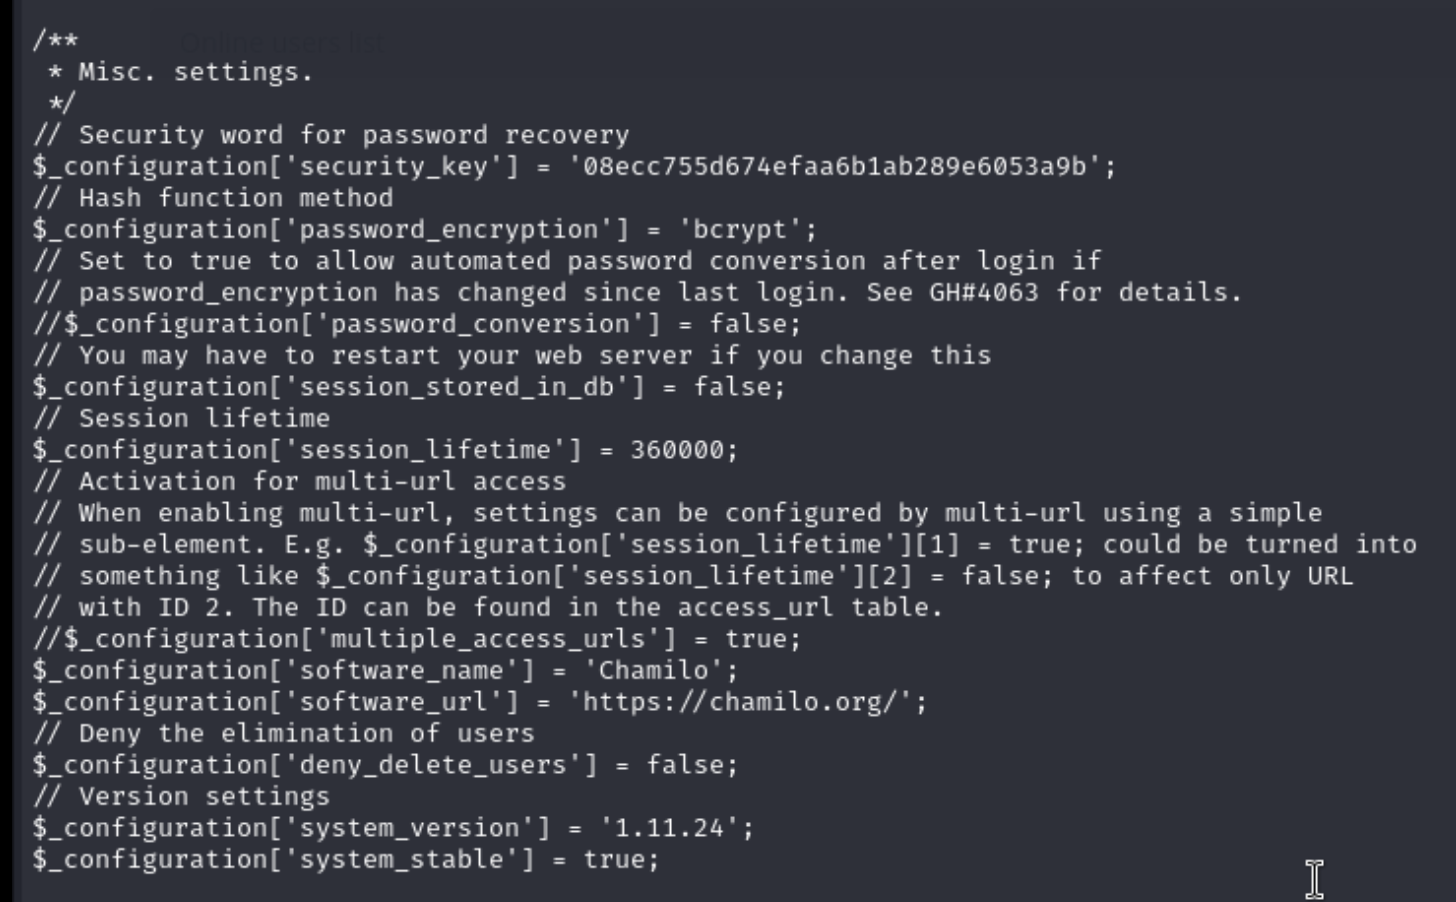 Online users list
/**
 * Misc. settings.
 */
// Security word for password recovery
$_configuration['security_key'] = '08ecc755d674efaa6b1ab289e6053a9b';
// Hash function method
$_configuration['password_encryption'] = 'bcrypt';
// Set to true to allow automated password conversion after login if
// password_encryption has changed since last login. See GH#4063 for details.
//$_configuration['password_conversion'] = false;
// You may have to restart your web server if you change this
$_configuration['session_stored_in_db'] = false;
// Session lifetime
$_configuration['session_lifetime'] = 360000;
// Activation for multi-url access
// When enabling multi-url, settings can be configured by multi-url using a simple
// sub-element. E.g. $_configuration['session_lifetime'][1] = true; could be turned into
// something like $_configuration['session_lifetime'][2] = false; to affect only URL
// with ID 2. The ID can be found in the access_url table.
//$_configuration['multiple_access_urls'] = true;
$_configuration['software_name'] = 'Chamilo';
$_configuration['software_url'] = 'https://chamilo.org/';
// Deny the elimination of users
$_configuration['deny_delete_users'] = false;
// Version settings
$_configuration['system_version'] = '1.11.24';
$_configuration['system_stable'] = true;